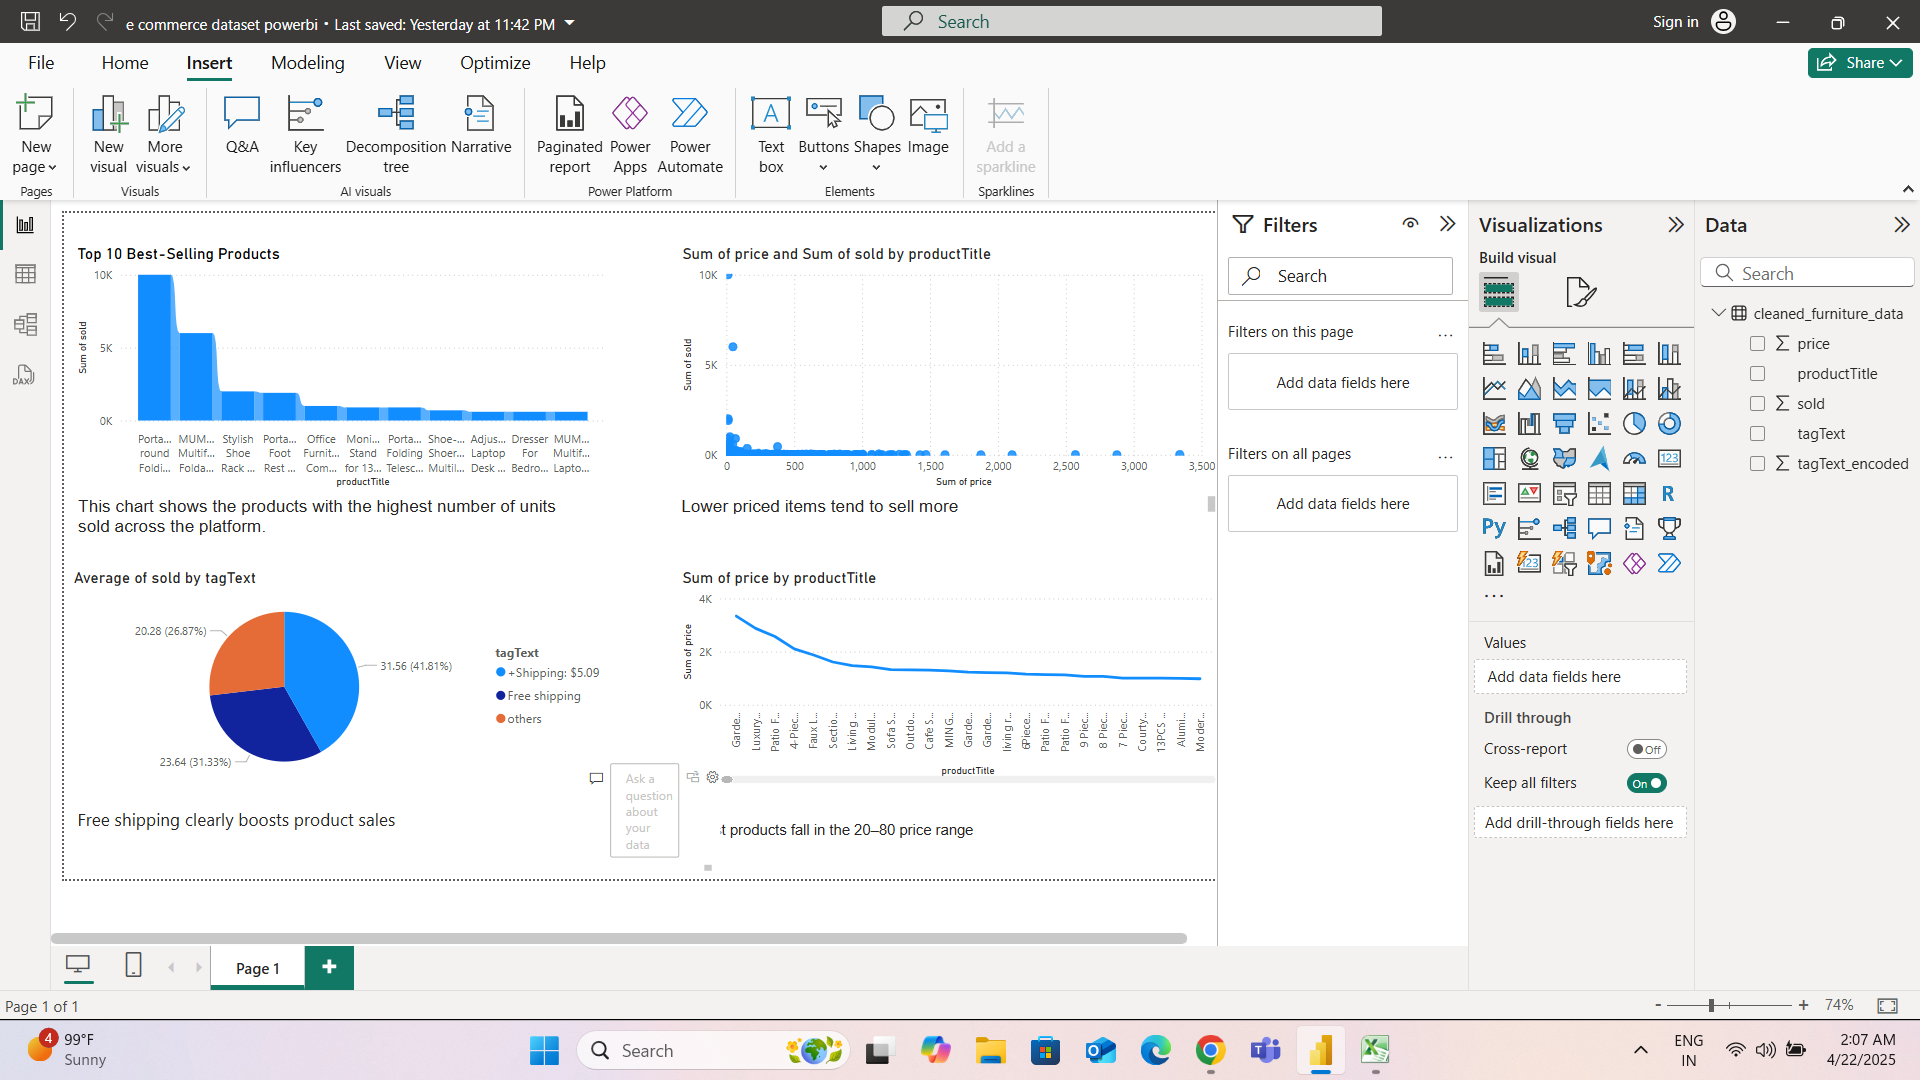 e commerce dataset powerbi • Last saved: Yesterday at 11:42 PM
Search
Sign in
File Home Insert Modeling View Optimize Help
Share
New page
New visual
More visuals
Q&A
Key influencers
Decomposition tree
Narrative
Paginated report
Power Apps
Power Automate
Text box
Buttons
Shapes
Image
Add a sparkline
Pages
Visuals
AI visuals
Power Platform
Elements
Sparklines
DAX
Top 10 Best-Selling Products
Sum of sold
10K
5K
0K
Porta... round Foldi...
MUM... Multif... Folda...
Stylish Shoe Rack ...
Porta... Foot Rest ...
Office Furnit... Com...
Moni... Stand for 13...
Porta... Folding Telesc...
Shoe-... Shoer... Multil...
Adjus... Laptop Desk ...
Dresser For Bedro...
MUM... Multif... Lapto...
productTitle
This chart shows the products with the highest number of units
sold across the platform.
Sum of price and Sum of sold by productTitle
Sum of sold
10K
5K
0K
0 500 1,000 1,500 2,000 2,500 3,000 3,500
Sum of price
Lower priced items tend to sell more
Average of sold by tagText
20.28 (26.87%)
31.56 (41.81%)
23.64 (31.33%)
tagText
+Shipping: $5.09
Free shipping
others
Free shipping clearly boosts product sales
Ask a
question
about
your
data
Sum of price by productTitle
Sum of price
4K
2K
0K
Garde... Luxury... Patio F... 4-Piec... Faux L... Sectio... Living ... Modul... Sofa S... Outdo... Cafe S... MING... Garde... Garde... living r... 6Piece... Patio F... Patio F... 9 Piec... 8 Piec... 7 Piec... Courty... 13PCS ... Alumi... Moder...
productTitle
t products fall in the 20–80 price range
Filters
Search
Filters on this page
...
Add data fields here
Filters on all pages
...
Add data fields here
Visualizations
Build visual
123
R
Py
123
...
Values
Add data fields here
Drill through
Cross-report
Off
Keep all filters
On
Add drill-through fields here
Data
Search
cleaned_furniture_data
price
productTitle
sold
tagText
tagText_encoded
Page 1
+
Page 1 of 1
- + 74%
4
99°F
Sunny
Search
ENG
IN
2:07 AM
4/22/2025